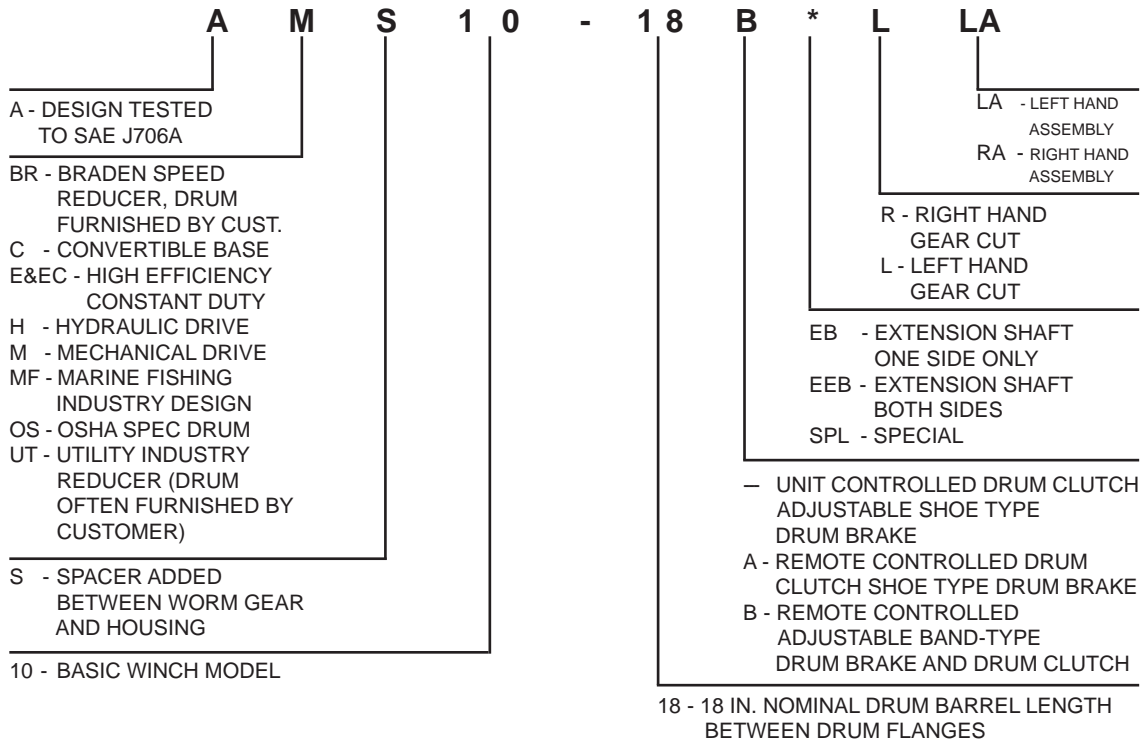 A M S 1 0 - 1 8 B * L LA
A - DESIGN TESTED
TO SAE J706A
BR - BRADEN SPEED
REDUCER, DRUM
FURNISHED BY CUST.
C - CONVERTIBLE BASE
E&EC - HIGH EFFICIENCY
CONSTANT DUTY
H - HYDRAULIC DRIVE
M - MECHANICAL DRIVE
MF - MARINE FISHING
INDUSTRY DESIGN
OS - OSHA SPEC DRUM
UT - UTILITY INDUSTRY
REDUCER (DRUM
OFTEN FURNISHED BY
CUSTOMER)
S - SPACER ADDED
BETWEEN WORM GEAR
AND HOUSING
10 - BASIC WINCH MODEL
LA - LEFT HAND
ASSEMBLY
RA - RIGHT HAND
ASSEMBLY
R - RIGHT HAND
GEAR CUT
L - LEFT HAND
GEAR CUT
EB - EXTENSION SHAFT
ONE SIDE ONLY
EEB - EXTENSION SHAFT
BOTH SIDES
SPL - SPECIAL
— UNIT CONTROLLED DRUM CLUTCH
ADJUSTABLE SHOE TYPE
DRUM BRAKE
A - REMOTE CONTROLLED DRUM
CLUTCH SHOE TYPE DRUM BRAKE
B - REMOTE CONTROLLED
ADJUSTABLE BAND-TYPE
DRUM BRAKE AND DRUM CLUTCH
18 - 18 IN. NOMINAL DRUM BARREL LENGTH
BETWEEN DRUM FLANGES